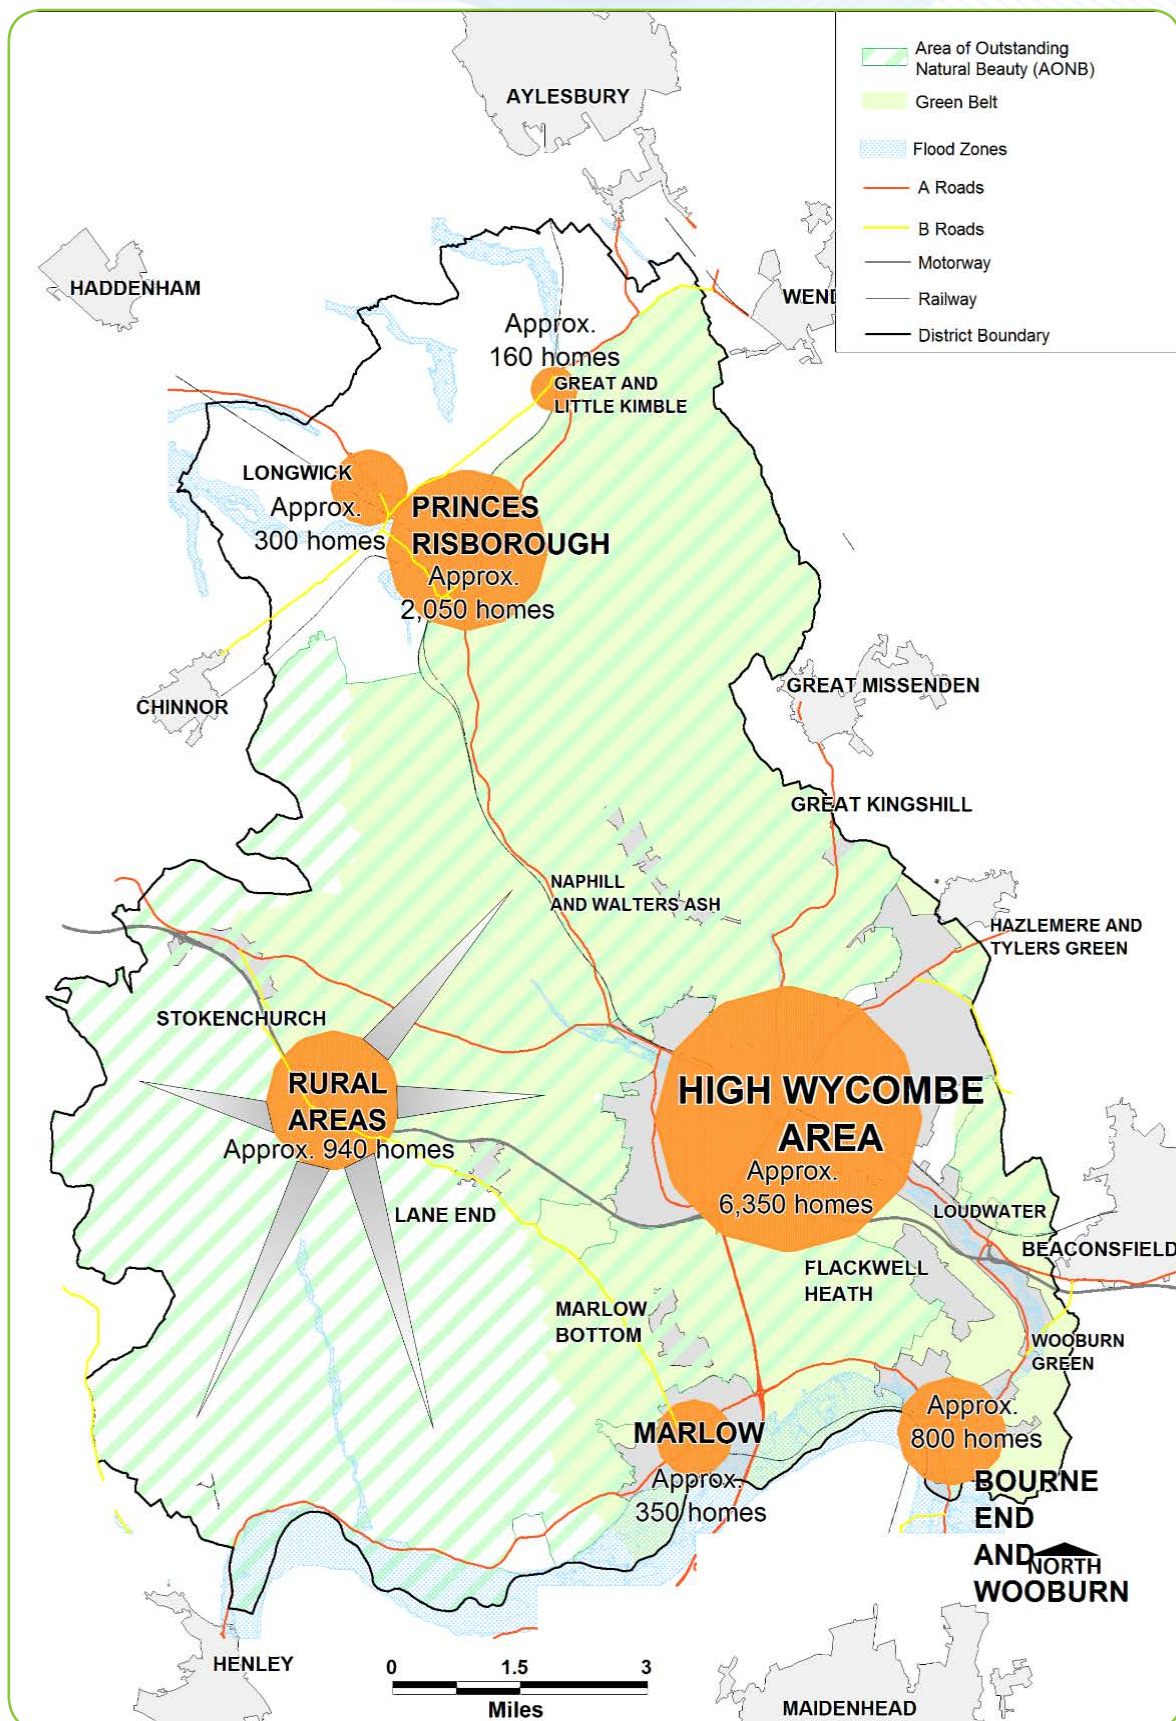 Area of Outstanding
Natural Beauty (AONB)
Green Belt
Flood Zones
A Roads
B Roads
Motorway
Railway
District Boundary
AYLESBURY
HADDENHAM
WEND
Approx.
160 homes
GREAT AND
LITTLE KIMBLE
LONGWICK
Approx.
300 homes
PRINCES
RISBOROUGH
Approx.
2,050 homes
CHINNOR
GREAT MISSENDEN
GREAT KINGSHILL
NAPHILL
AND WALTERS ASH
HAZLEMERE AND
TYLERS GREEN
STOKENCHURCH
RURAL
AREAS
Approx. 940 homes
HIGH WYCOMBE
AREA
Approx.
6,350 homes
LANE END
LOUDWATER
BEACONSFIELD
FLACKWELL
HEATH
MARLOW
BOTTOM
WOOBURN
GREEN
MARLOW
Approx.
350 homes
Approx.
800 homes
BOURNE
END
AND
WOOBURN
NORTH
HENLEY
0 1.5 3
Miles
MAIDENHEAD